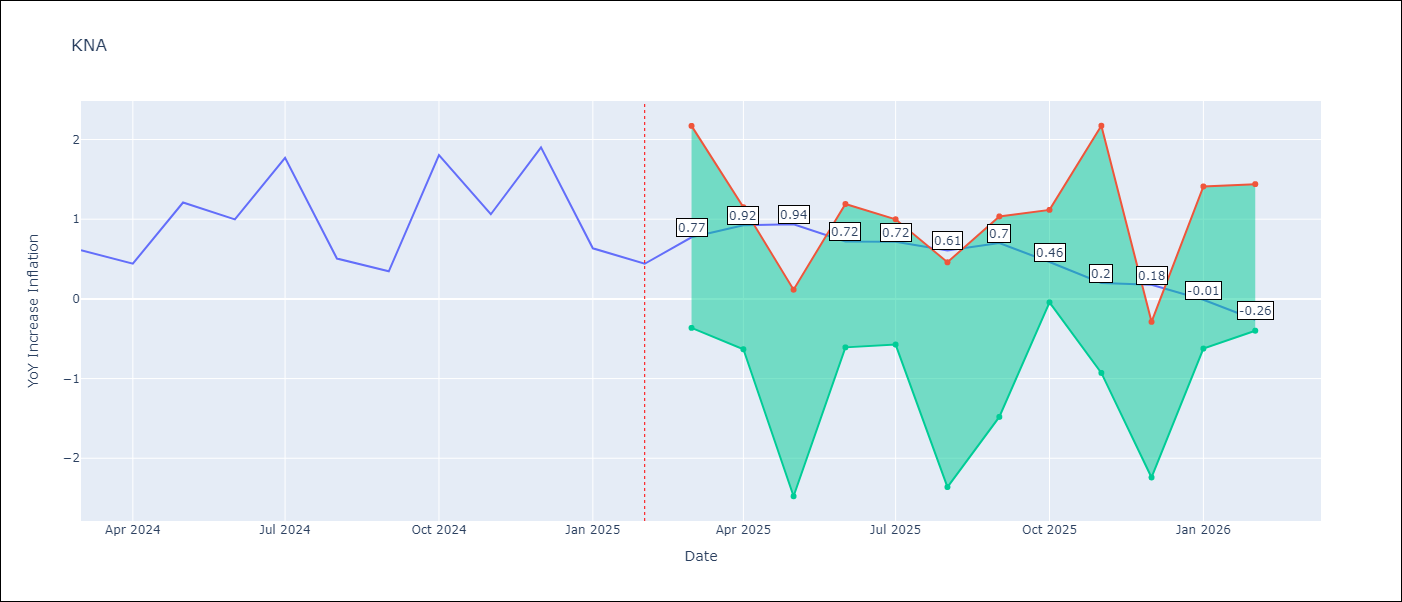 KNA
YoY Increase Inflation
2
1
0
−1
−2
0.77
0.92
0.94
0.72
0.72
0.61
0.7
0.46
0.2
0.18
-0.01
-0.26
Apr 2024
Jul 2024
Oct 2024
Jan 2025
Apr 2025
Jul 2025
Oct 2025
Jan 2026
Date